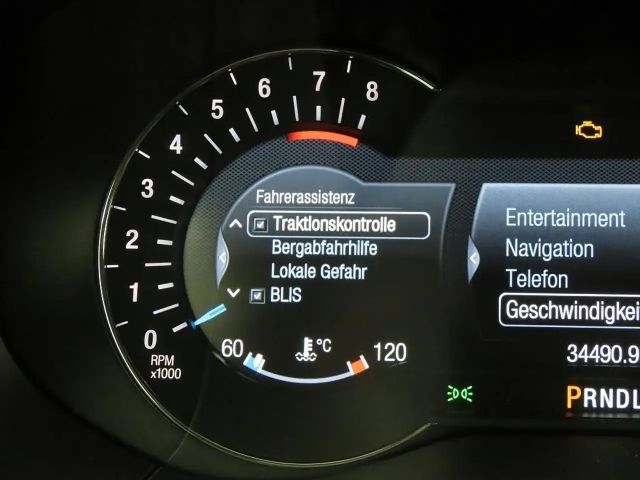 8
7
6
5
4
3
2
1
0
RPM
x1000
Fahrerassistenz
Traktionskontrolle
Bergabfahrhilfe
Lokale Gefahr
BLIS
60
°C
120
Entertainment
Navigation
Telefon
Geschwindigkei
34490.9
PRNDL